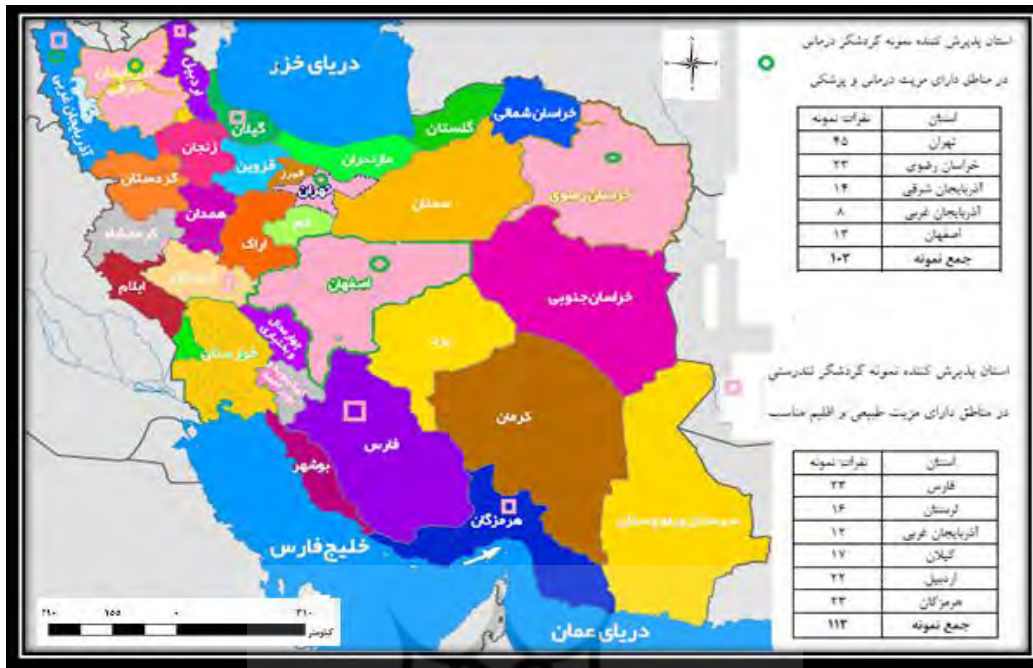 استان پذیرش کننده نمونه گردشگر درمانی
در مناطق دارای مزیت درمانی و پزشکی
استان نفرات نمونه
تهران ۴۵
خراسان رضوی ۲۳
آذربایجان شرقی ۱۴
آذربایجان غربی ۸
اصفهان ۱۳
جمع نمونه ۱۰۳
استان پذیرش کننده نمونه گردشگر تندرستی
در مناطق دارای مزیت طبیعی و اقلیم مناسب
استان نفرات نمونه
فارس ۲۳
لرستان ۱۶
آذربایجان غربی ۱۲
گیلان ۱۷
اردبیل ۲۲
هرمزگان ۲۳
جمع نمونه ۱۱۳
دریای خزر
اردبیل
آذربایجان غربی
گیلان
گلستان
خراسان شمالی
زنجان
مازندران
قزوین
البرز
تهران
کردستان
سمنان
خراسان رضوی
همدان
قم
اراک
کرمانشاه
ایلام
اصفهان
خراسان جنوبی
یزد
خوزستان
چهارمحال
و بختیاری
کرمان
فارس
بوشهر
سیستان و بلوچستان
هرمزگان
خلیج فارس
دریای عمان
۳۱۰ ۱۵۵ ۰ ۳۱۰
کیلومتر